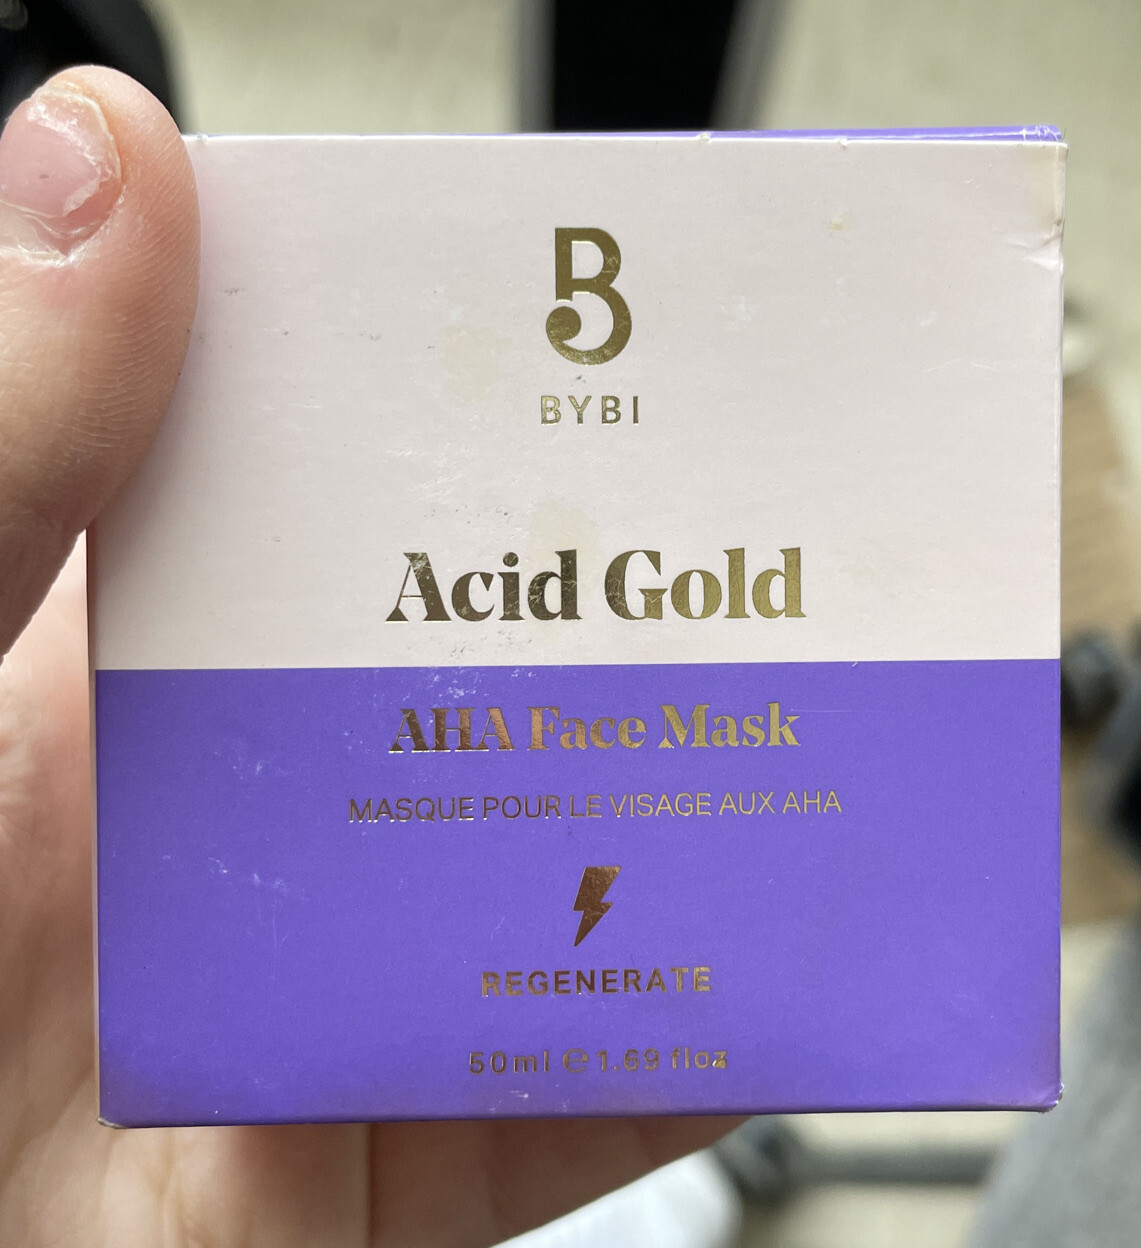 B
BYBI
Acid Gold
AHA Face Mask
MASQUE POUR LE VISAGE AUX AHA
REGENERATE
50ml ℮ 1.69 floz